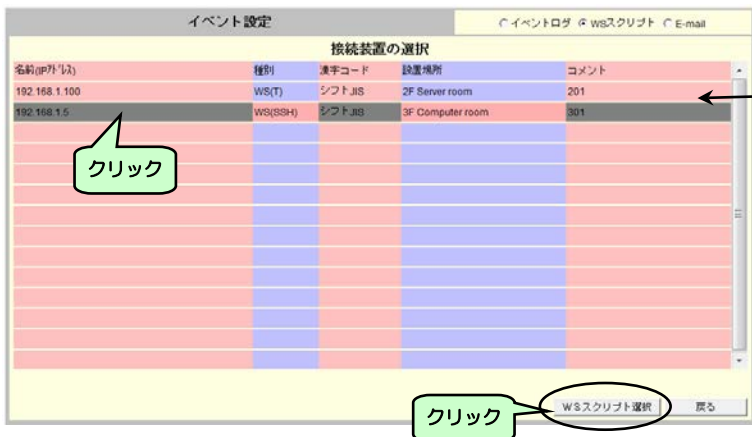 イベント設定 イベントログ WSスクリプト E-mail
接続装置の選択
名前(IPアドレス) 種別 漢字コード 設置場所 コメント
192.168.1.100 WS(T) シフトJIS 2F Server room 201
192.168.1.5 WS(SSH) シフトJIS 3F Computer room 301
クリック
WSスクリプト選択 戻る
クリック